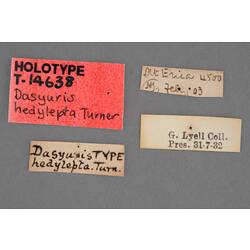 HOLOTYPE
T-14638
Dasyuris
hedylepta Turner
Mt Erica 4500
Feb. 03
Dasyuris TYPE
hedylepta. Turn.
G. Lyell Coll.
Pres. 31-7-32